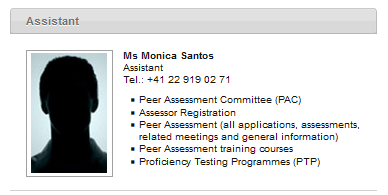 Assistant
Ms Monica Santos
Assistant
Tel.: +41 22 919 02 71
Peer Assessment Committee (PAC)
Assessor Registration
Peer Assessment (all applications, assessments,
related meetings and general information)
Peer Assessment training courses
Proficiency Testing Programmes (PTP)